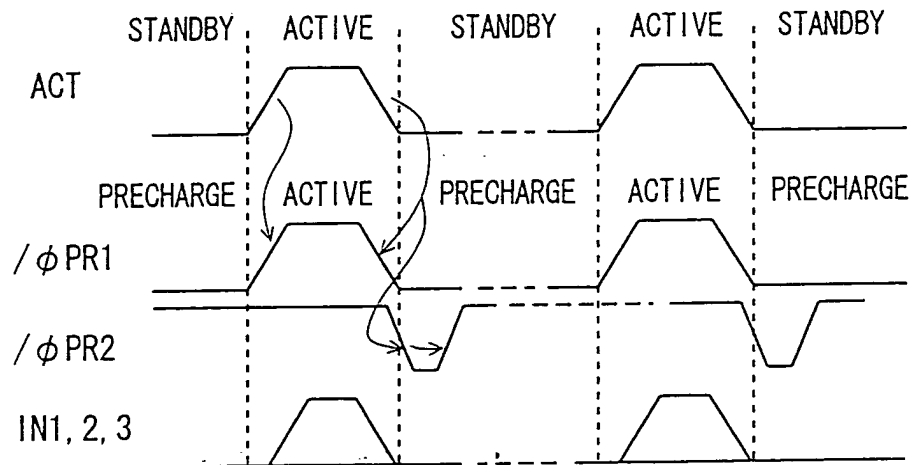 STANDBY ACTIVE STANDBY ACTIVE STANDBY
ACT
PRECHARGE ACTIVE PRECHARGE ACTIVE PRECHARGE
/φPR1
/φPR2
IN1, 2, 3